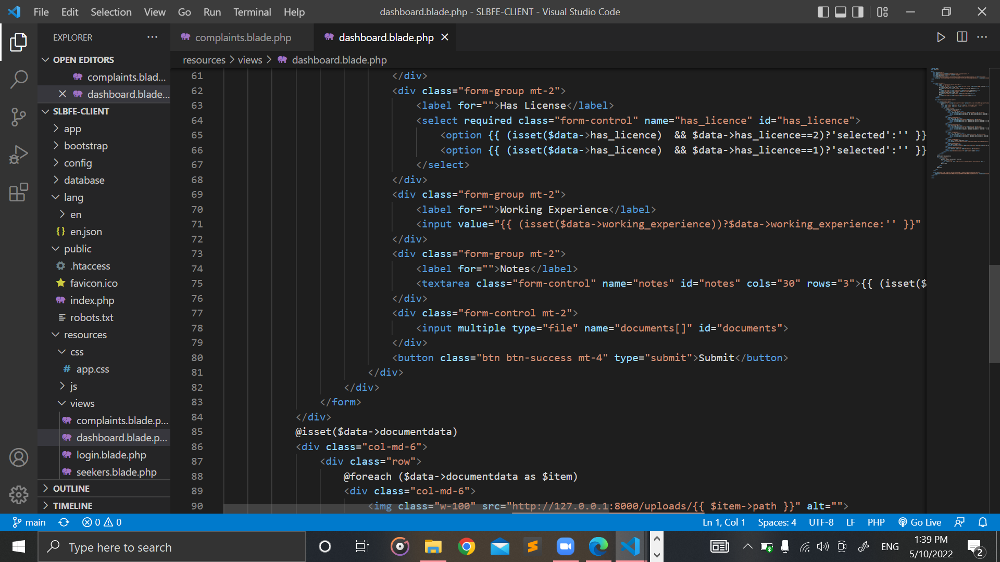 File Edit Selection View Go Run Terminal Help
dashboard.blade.php - SLBFE-CLIENT - Visual Studio Code
EXPLORER
OPEN EDITORS
complaints.blad...
dashboard.blade...
SLBFE-CLIENT
app
bootstrap
config
database
lang
en
{} en.json
public
.htaccess
favicon.ico
index.php
robots.txt
resources
css
# app.css
js
views
complaints.blade.p...
dashboard.blade.p...
login.blade.php
seekers.blade.php
OUTLINE
TIMELINE
complaints.blade.php
dashboard.blade.php
resources > views > dashboard.blade.php
61 </div>
62 <div class="form-group mt-2">
63 <label for="">Has License</label>
64 <select required class="form-control" name="has_licence" id="has_licence">
65 <option {{ (isset($data->has_licence)  && $data->has_licence==2)?'selected':'' }}
66 <option {{ (isset($data->has_licence)  && $data->has_licence==1)?'selected':'' }}
67 </select>
68 </div>
69 <div class="form-group mt-2">
70 <label for="">Working Experience</label>
71 <input value="{{ (isset($data->working_experience))?$data->working_experience:'' }}"
72 </div>
73 <div class="form-group mt-2">
74 <label for="">Notes</label>
75 <textarea class="form-control" name="notes" id="notes" cols="30" rows="3">{{ (isset($
76 </div>
77 <div class="form-control mt-2">
78 <input multiple type="file" name="documents[]" id="documents">
79 </div>
80 <button class="btn btn-success mt-4" type="submit">Submit</button>
81 </div>
82 </div>
83 </form>
84 </div>
85 @isset($data->documentdata)
86 <div class="col-md-6">
87 <div class="row">
88 @foreach ($data->documentdata as $item)
89 <div class="col-md-6">
90 <img class="w-100" src="http://127.0.0.1:8000/uploads/{{ $item->path }}" alt="">
main 0 0
Ln 1, Col 1 Spaces: 4 UTF-8 LF PHP Go Live
Type here to search
ENG
1:39 PM
5/10/2022
2